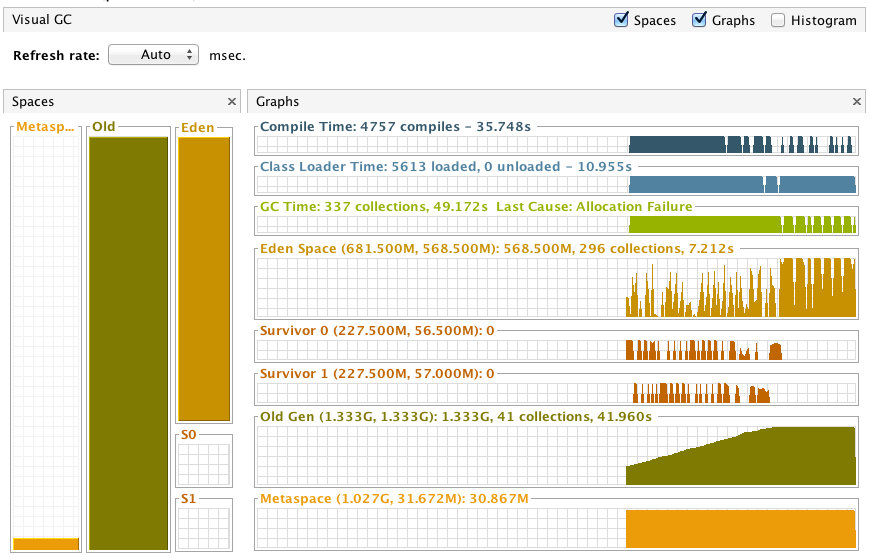 Visual GC
Spaces
Graphs
Histogram
Refresh rate: Auto msec.
Spaces
Metasp...
Old
Eden
S0
S1
Graphs
Compile Time: 4757 compiles - 35.748s
Class Loader Time: 5613 loaded, 0 unloaded - 10.955s
GC Time: 337 collections, 49.172s Last Cause: Allocation Failure
Eden Space (681.500M, 568.500M): 568.500M, 296 collections, 7.212s
Survivor 0 (227.500M, 56.500M): 0
Survivor 1 (227.500M, 57.000M): 0
Old Gen (1.333G, 1.333G): 1.333G, 41 collections, 41.960s
Metaspace (1.027G, 31.672M): 30.867M